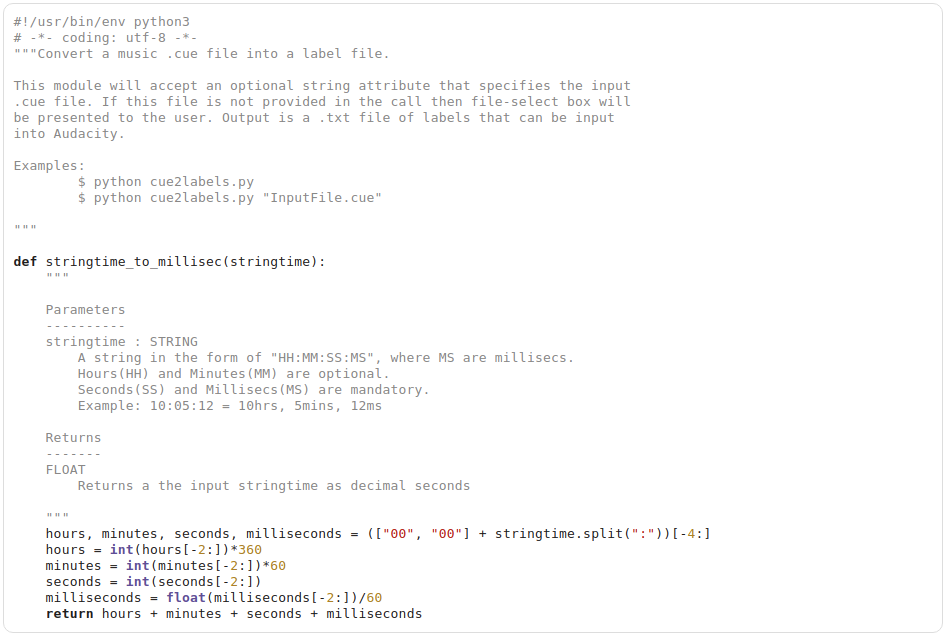 #!/usr/bin/env python3
# -*- coding: utf-8 -*-
"""Convert a music .cue file into a label file.

This module will accept an optional string attribute that specifies the input
.cue file. If this file is not provided in the call then file-select box will
be presented to the user. Output is a .txt file of labels that can be input
into Audacity.

Examples:
        $ python cue2labels.py
        $ python cue2labels.py "InputFile.cue"

"""

def stringtime_to_millisec(stringtime):
    """

    Parameters
    ----------
    stringtime : STRING
        A string in the form of "HH:MM:SS:MS", where MS are millisecs.
        Hours(HH) and Minutes(MM) are optional.
        Seconds(SS) and Millisecs(MS) are mandatory.
        Example: 10:05:12 = 10hrs, 5mins, 12ms

    Returns
    -------
    FLOAT
        Returns a the input stringtime as decimal seconds

    """
    hours, minutes, seconds, milliseconds = (["00", "00"] + stringtime.split(":"))[-4:]
    hours = int(hours[-2:])*360
    minutes = int(minutes[-2:])*60
    seconds = int(seconds[-2:])
    milliseconds = float(milliseconds[-2:])/60
    return hours + minutes + seconds + milliseconds